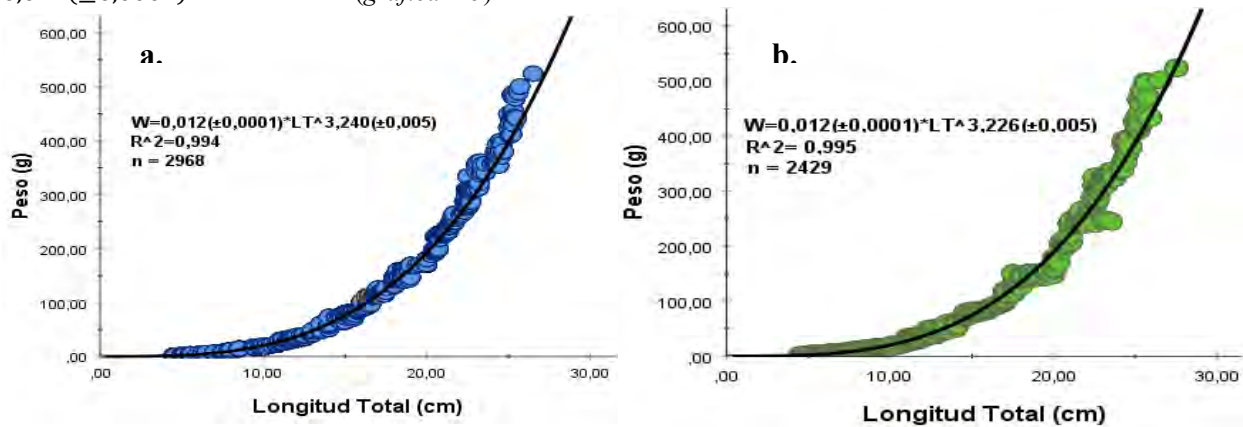 (gráfica 10)
a.
W=0,012(±0,0001)*LT^3,240(±0,005)
R^2=0,994
n = 2968
Peso (g)
600,00
500,00
400,00
300,00
200,00
100,00
,00
,00 10,00 20,00 30,00
Longitud Total (cm)
b.
W=0,012(±0,0001)*LT^3,226(±0,005)
R^2= 0,995
n = 2429
Peso (g)
600,00
500,00
400,00
300,00
200,00
100,00
,00
,00 10,00 20,00 30,00
Longitud Total (cm)